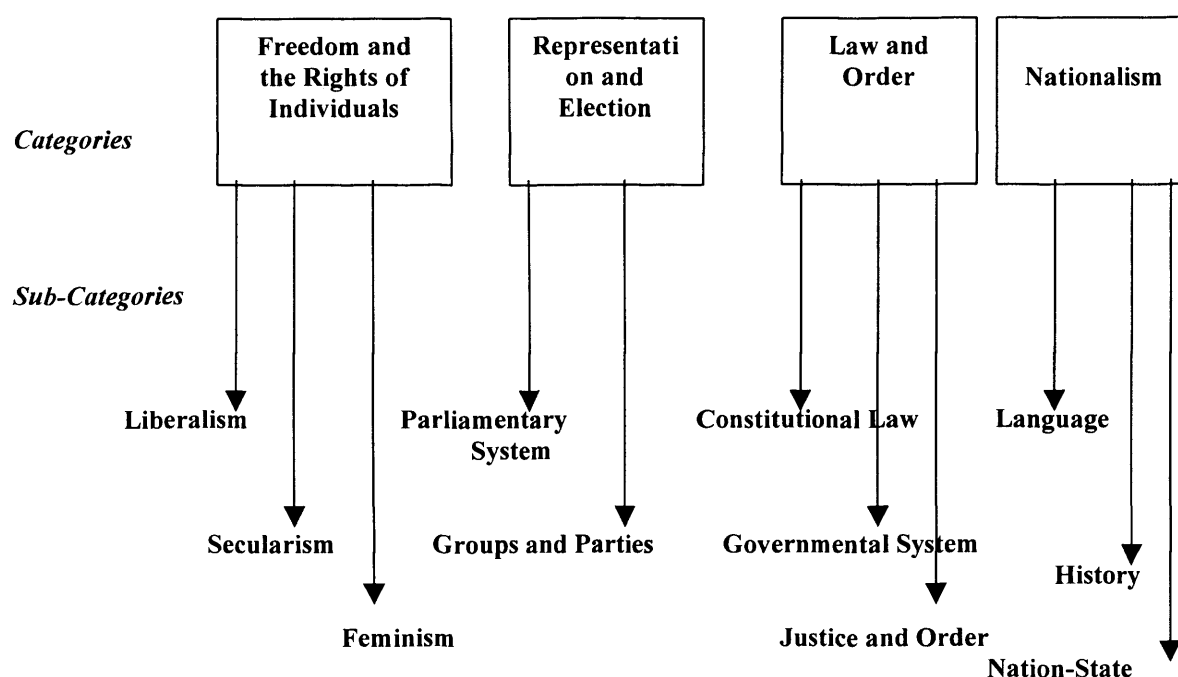 Freedom and
the Rights of
Individuals
Representati
on and
Election
Law and
Order
Nationalism
Categories
Sub-Categories
Liberalism
Parliamentary
System
Constitutional Law
Language
Secularism
Groups and Parties
Governmental System
History
Feminism
Justice and Order
Nation-State